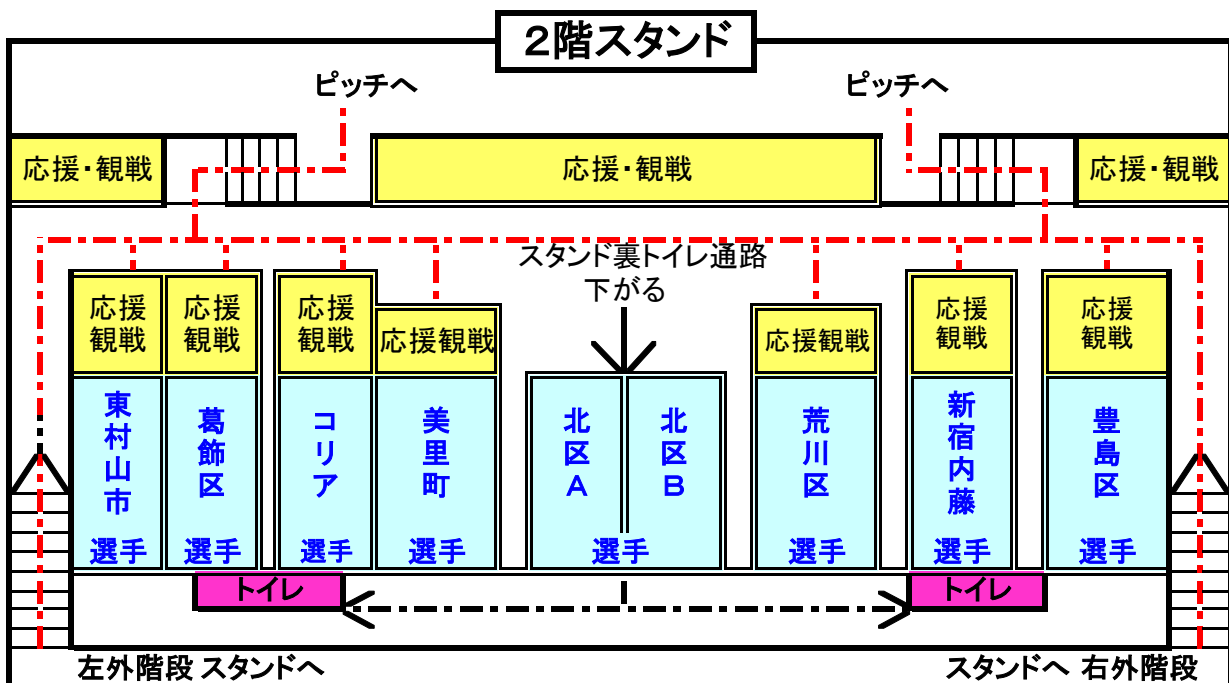 ２階スタンド
ピッチへ
ピッチへ
応援・観戦
応援・観戦
応援・観戦
スタンド裏トイレ通路
下がる
応援
観戦
応援
観戦
応援
観戦
応援観戦
応援観戦
応援
観戦
応援
観戦
東村山市
葛飾区
コリア
美里町
北区Ａ
北区Ｂ
荒川区
新宿内藤
豊島区
選手
選手
選手
選手
選手
選手
選手
選手
トイレ
トイレ
左外階段 スタンドへ
スタンドへ 右外階段